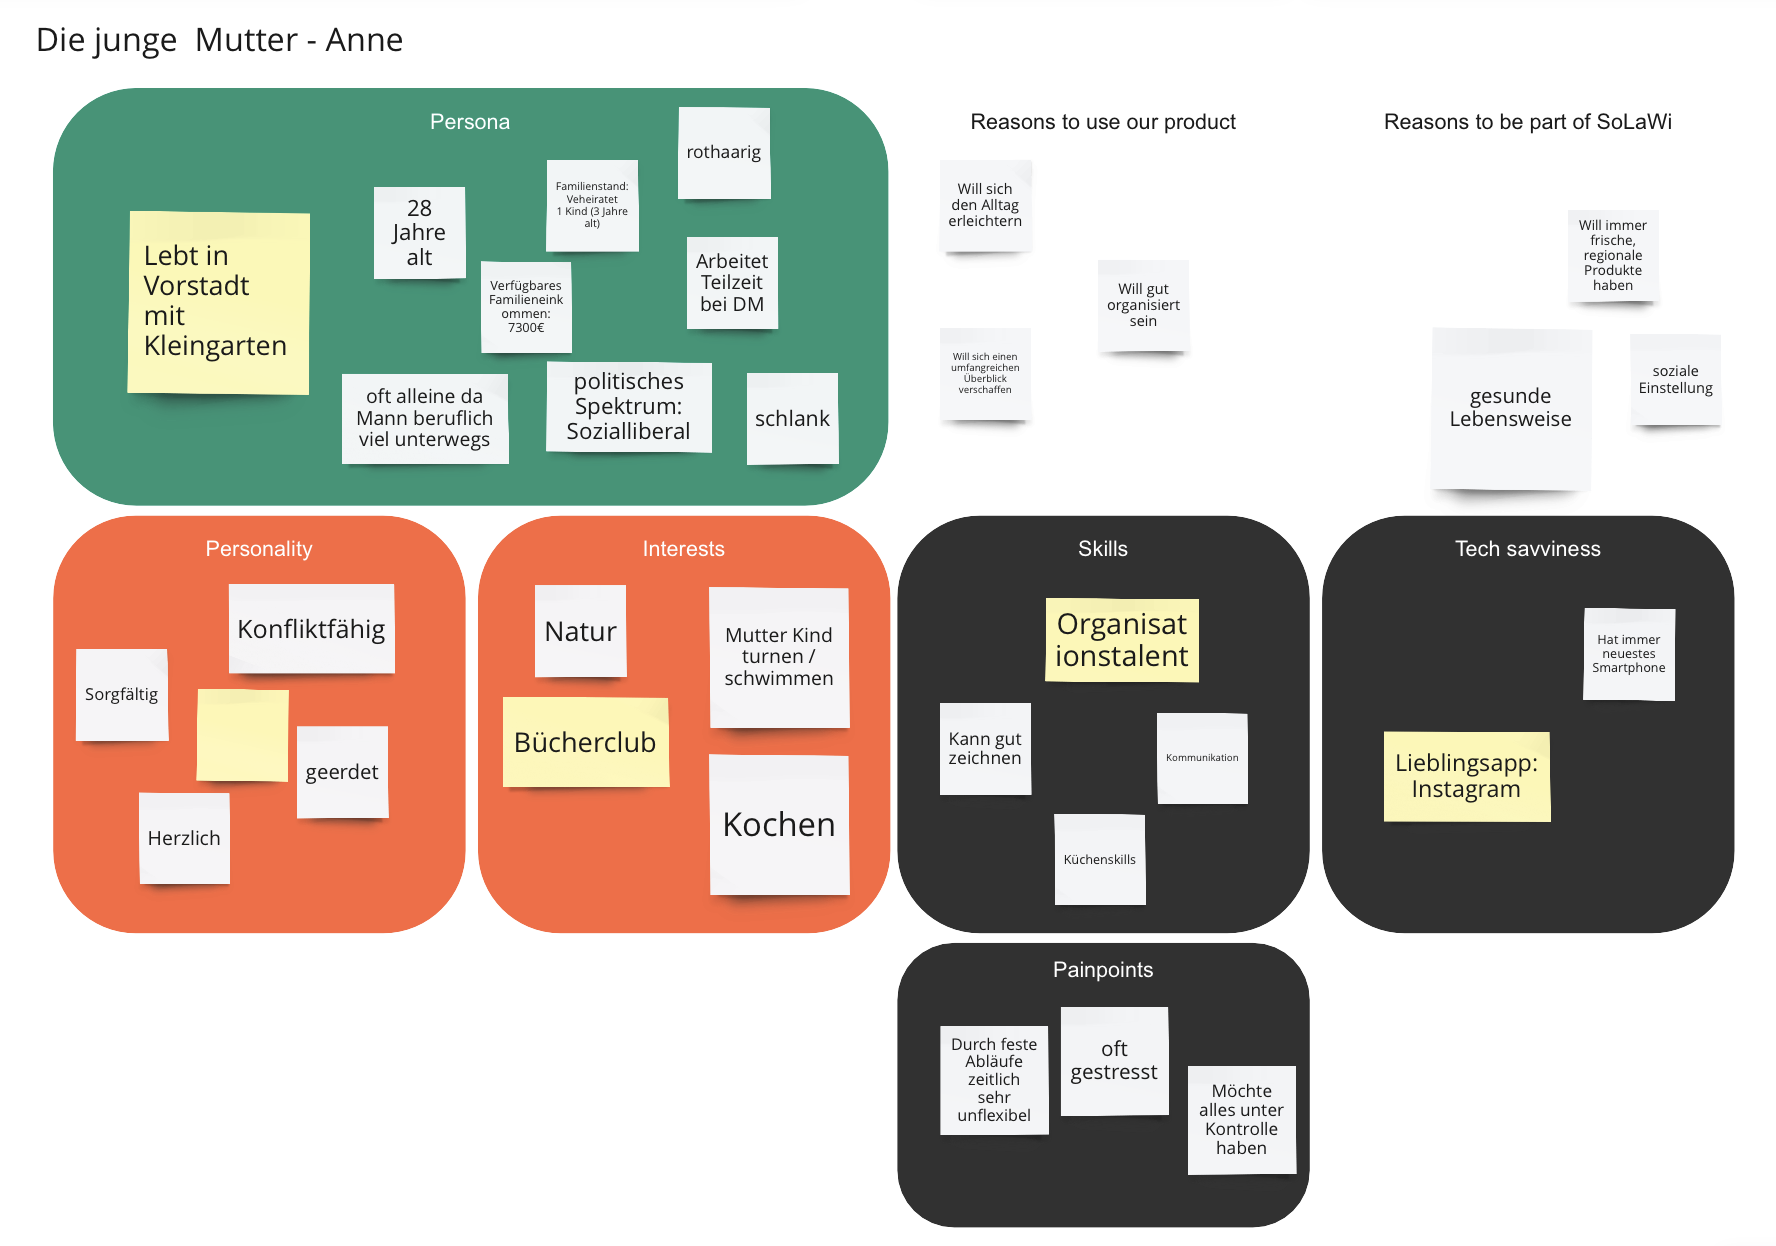 Die junge  Mutter - Anne
Persona
rothaarig
Familienstand:
Veheiratet
1 Kind (3 Jahre
alt)
28
Jahre
alt
Lebt in
Vorstadt
mit
Kleingarten
Arbeitet
Teilzeit
bei DM
Verfügbares
Familieneink
ommen:
7300€
oft alleine da
Mann beruflich
viel unterwegs
politisches
Spektrum:
Sozialliberal
schlank
Reasons to use our product
Will sich
den Alltag
erleichtern
Will gut
organisiert
sein
Will sich einen
umfangreichen
Überblick
verschaffen
Reasons to be part of SoLaWi
Will immer
frische,
regionale
Produkte
haben
gesunde
Lebensweise
soziale
Einstellung
Personality
Konfliktfähig
Sorgfältig
geerdet
Herzlich
Interests
Natur
Mutter Kind
turnen /
schwimmen
Bücherclub
Kochen
Skills
Organisat
ionstalent
Kann gut
zeichnen
Kommunikation
Küchenskills
Tech savviness
Hat immer
neuestes
Smartphone
Lieblingsapp:
Instagram
Painpoints
Durch feste
Abläufe
zeitlich
sehr
unflexibel
oft
gestresst
Möchte
alles unter
Kontrolle
haben